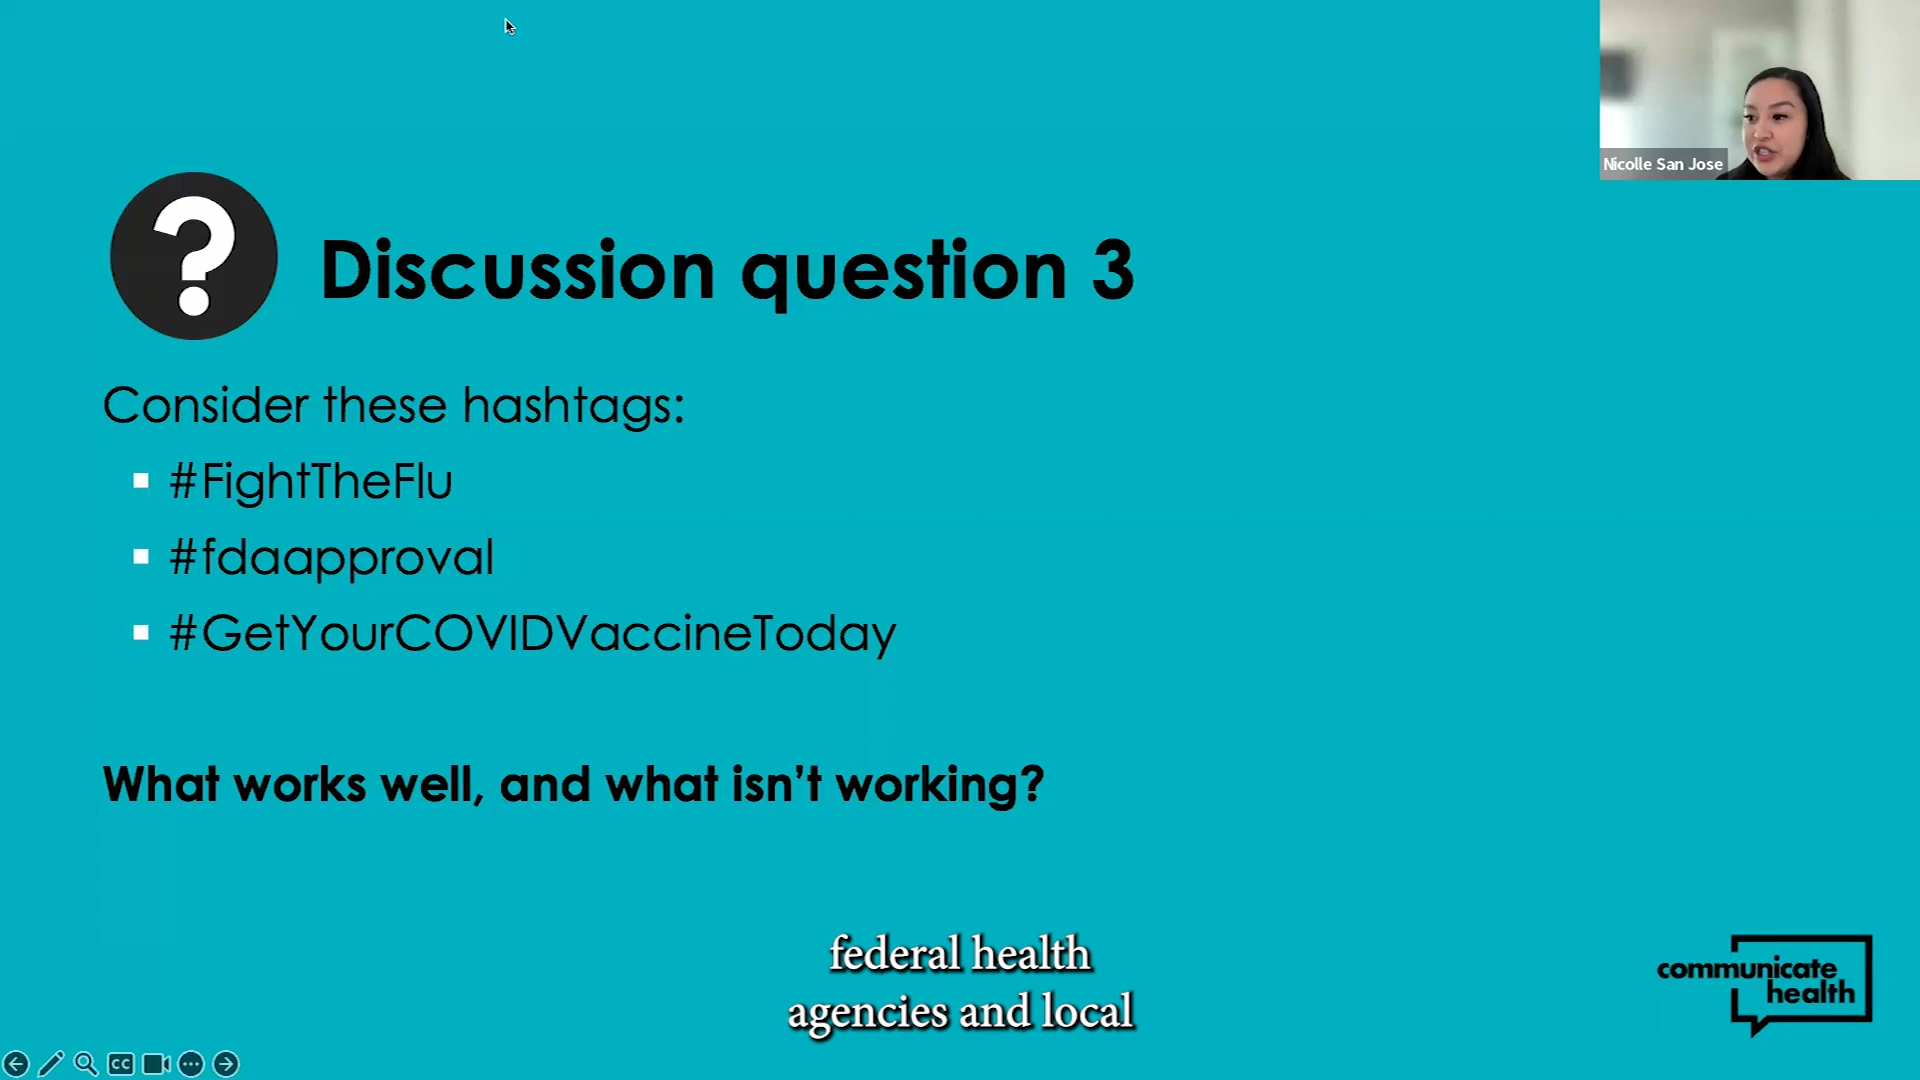 Nicolle San Jose
?
Discussion question 3
Consider these hashtags:
#FightTheFlu
#fdaapproval
#GetYourCOVIDVaccineToday
What works well, and what isn’t working?
federal health
agencies and local
communicate
health
CC